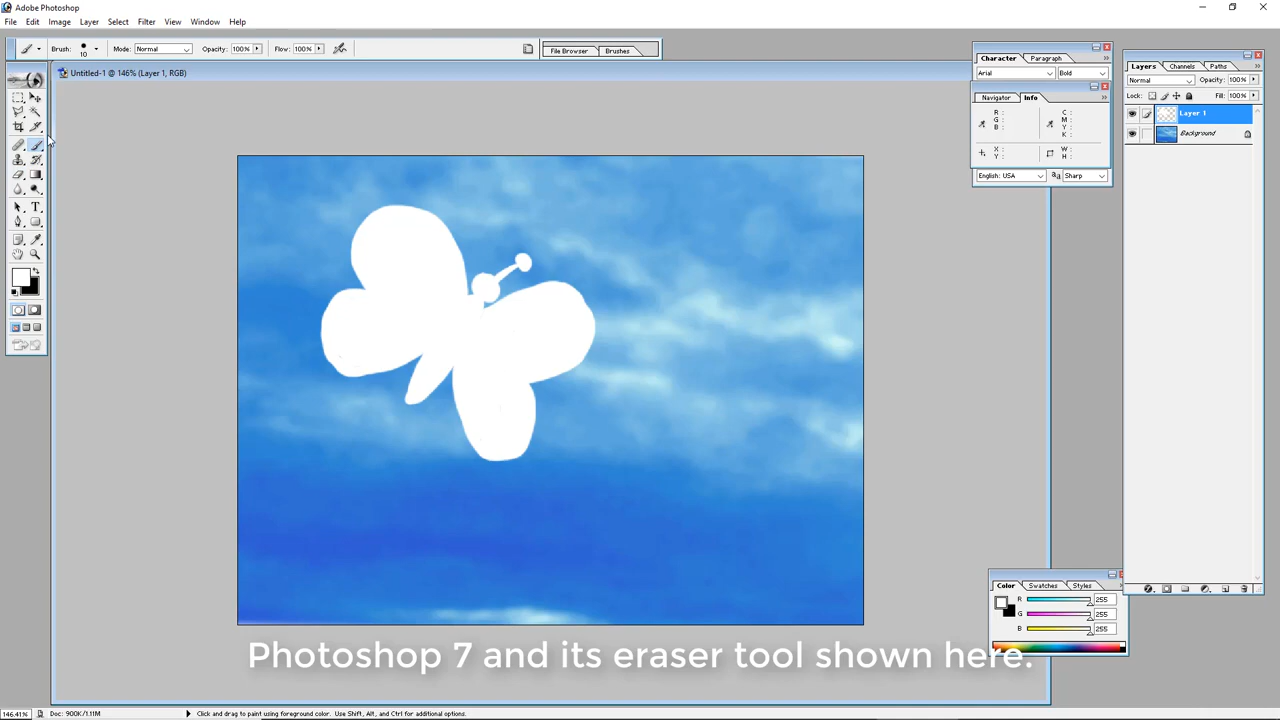 Adobe Photoshop
File Edit Image Layer Select Filter View Window Help
Brush: 10 Mode: Normal Opacity: 100% Flow: 100% File Browser Brushes
Untitled-1 @ 146% (Layer 1, RGB)
Character Paragraph
Arial Bold
Navigator Info
R : C :
G : M :
B : Y :
K :
X : W :
Y : H :
English: USA aa Sharp
Layers Channels Paths
Normal Opacity: 100%
Lock: Fill: 100%
Layer 1
Background
T
Color Swatches Styles
R 255
G 255
B 255
Photoshop 7 and its eraser tool shown here.
146.41% Doc: 900K/1.11M Click and drag to paint using foreground color. Use Shift, Alt, and Ctrl for additional options.